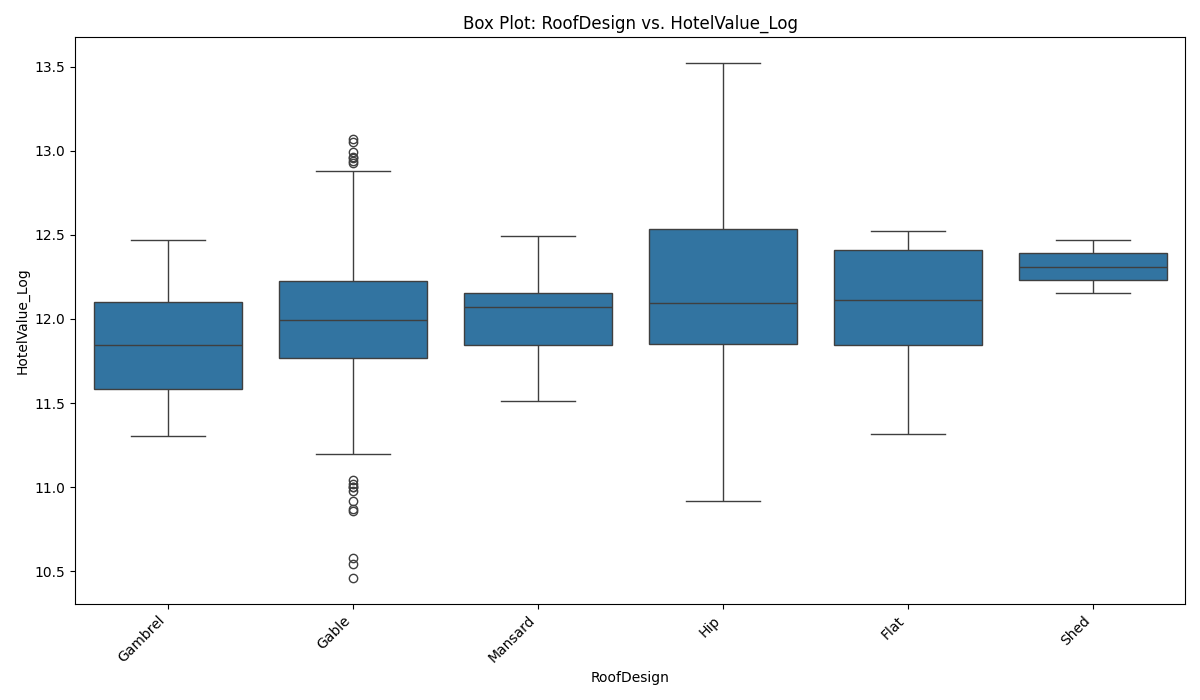 Box Plot: RoofDesign vs. HotelValue_Log
HotelValue_Log
13.5
13.0
12.5
12.0
11.5
11.0
10.5
Gambrel
Gable
Mansard
Hip
Flat
Shed
RoofDesign